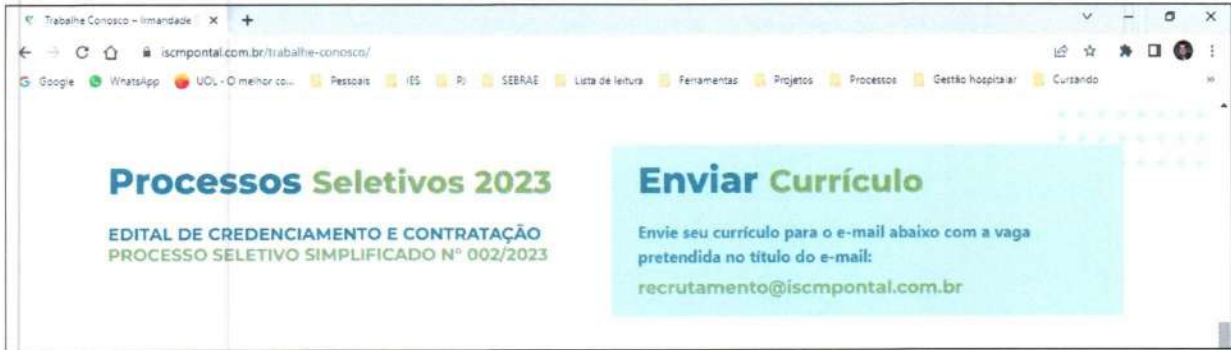 Trabalhe Conosco – Irmandade
iscmpontal.com.br/trabalhe-conosco/
Google WhatsApp UOL - O melhor co... Pessoais IES PJ SEBRAE Lista de leitura Ferramentas Projetos Processos Gestão hospitalar Cursando
Processos Seletivos 2023
EDITAL DE CREDENCIAMENTO E CONTRATAÇÃO
PROCESSO SELETIVO SIMPLIFICADO N° 002/2023
Enviar Currículo
Envie seu currículo para o e-mail abaixo com a vaga
pretendida no título do e-mail:
recrutamento@iscmpontal.com.br